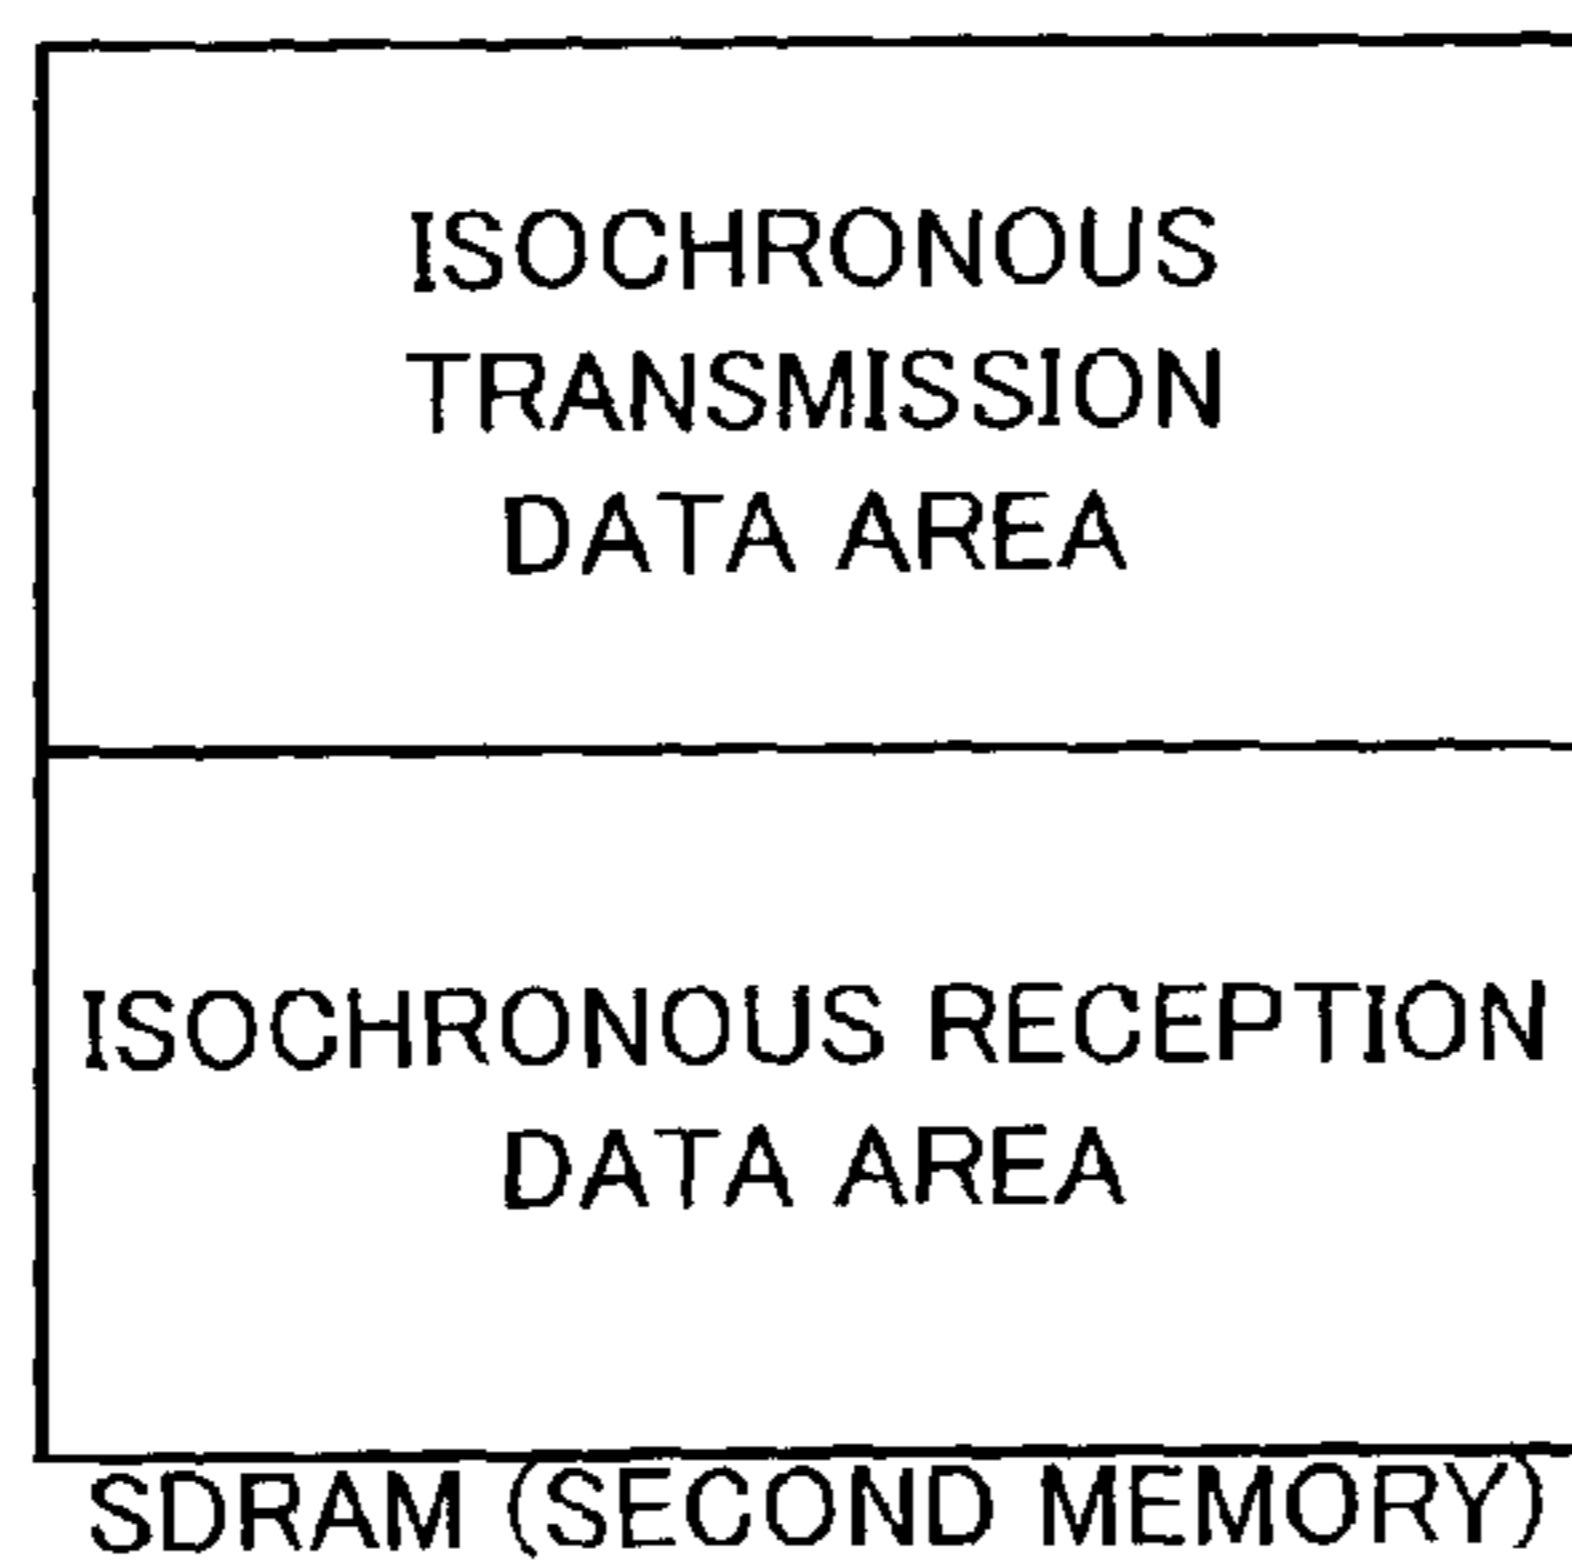 ISOCHRONOUS
TRANSMISSION
DATA AREA
ISOCHRONOUS RECEPTION
DATA AREA
SDRAM (SECOND MEMORY)